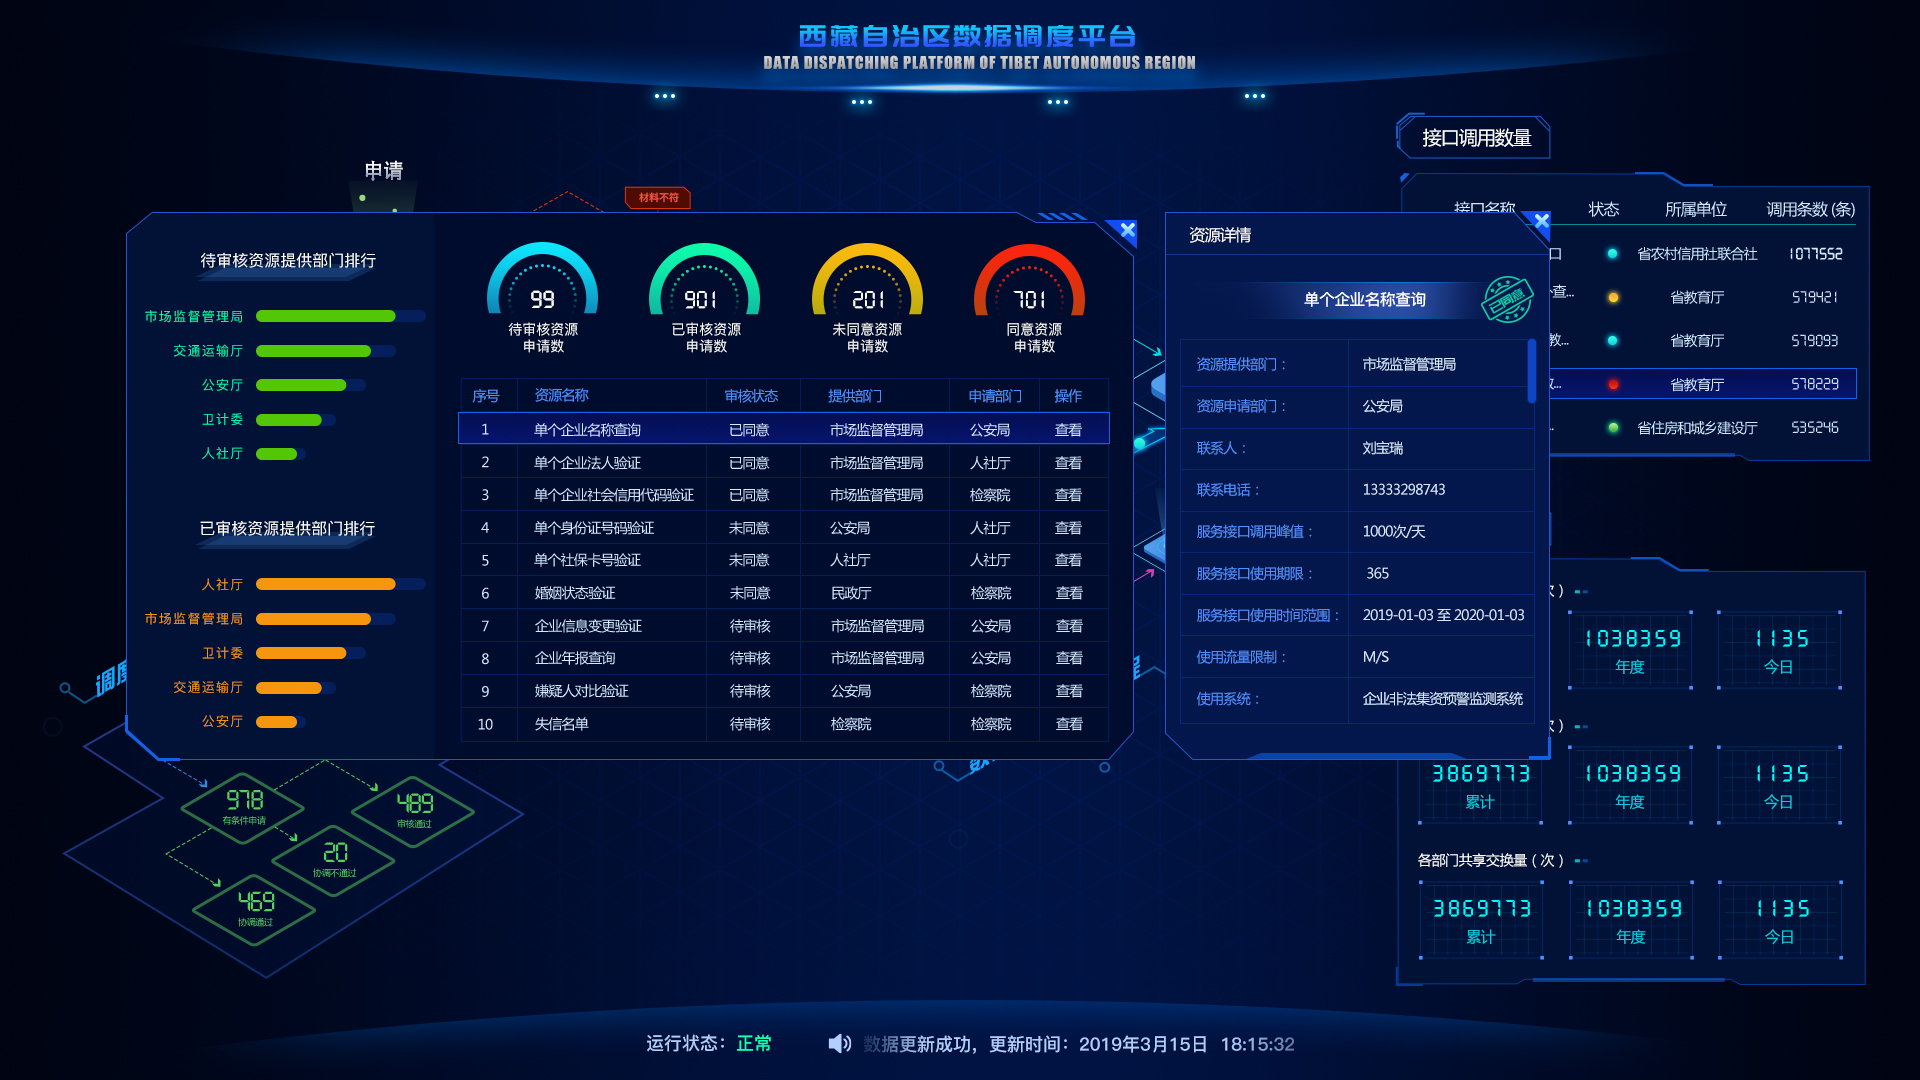 西藏自治区数据调度平台
DATA DISPATCHING PLATFORM OF TIBET AUTONOMOUS REGION
申请
材料不符
待审核资源提供部门排行
市场监督管理局
交通运输厅
公安厅
卫计委
人社厅
已审核资源提供部门排行
人社厅
市场监督管理局
卫计委
交通运输厅
公安厅
99 901 201 701
待审核资源 已审核资源 未同意资源 同意资源
申请数 申请数 申请数 申请数
序号 资源名称 审核状态 提供部门 申请部门 操作
1 单个企业名称查询 已同意 市场监督管理局 公安局 查看
2 单个企业法人验证 已同意 市场监督管理局 人社厅 查看
3 单个企业社会信用代码验证 已同意 市场监督管理局 检察院 查看
4 单个身份证号码验证 未同意 公安局 人社厅 查看
5 单个社保卡号验证 未同意 人社厅 人社厅 查看
6 婚姻状态验证 未同意 民政厅 检察院 查看
7 企业信息变更验证 待审核 市场监督管理局 公安局 查看
8 企业年报查询 待审核 市场监督管理局 公安局 查看
9 嫌疑人对比验证 待审核 公安局 检察院 查看
10 失信名单 待审核 检察院 检察院 查看
资源详情
单个企业名称查询
已同意
资源提供部门： 市场监督管理局
资源申请部门： 公安局
联系人： 刘宝瑞
联系电话： 13333298743
服务接口调用峰值： 1000次/天
服务接口使用期限： 365
服务接口使用时间范围： 2019-01-03 至 2020-01-03
使用流量限制： M/S
使用系统： 企业非法集资预警监测系统
接口调用数量
接口名称 状态 所属单位 调用条数 (条)
口 省农村信用社联合社 1077552
查... 省教育厅 579421
教... 省教育厅 579093
... 省教育厅 578229
. 省住房和城乡建设厅 535246
次 ）
1038359 1135
年度 今日
次 ）
3869773 1038359 1135
累计 年度 今日
各部门共享交换量 ( 次 )
3869773 1038359 1135
累计 年度 今日
调度
978
有条件申请
489
审核通过
20
协调不通过
469
协调通过
运行状态： 正常
数据更新成功，更新时间：2019年3月15日 18:15:32